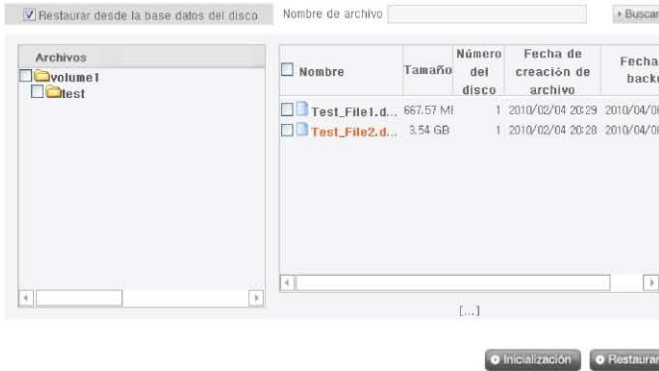 Restaurar desde la base datos del disco
Nombre de archivo
Buscar
Archivos
volume1
test
Nombre
Tamaño
Número del disco
Fecha de creación de archivo
Fecha
Test_File1.d... 667.57 1 2010/02/04 20:29
Test_File2.d... 3.54 GB 1 2010/02/04 20:28
[...]
Inicialización
Restaurar